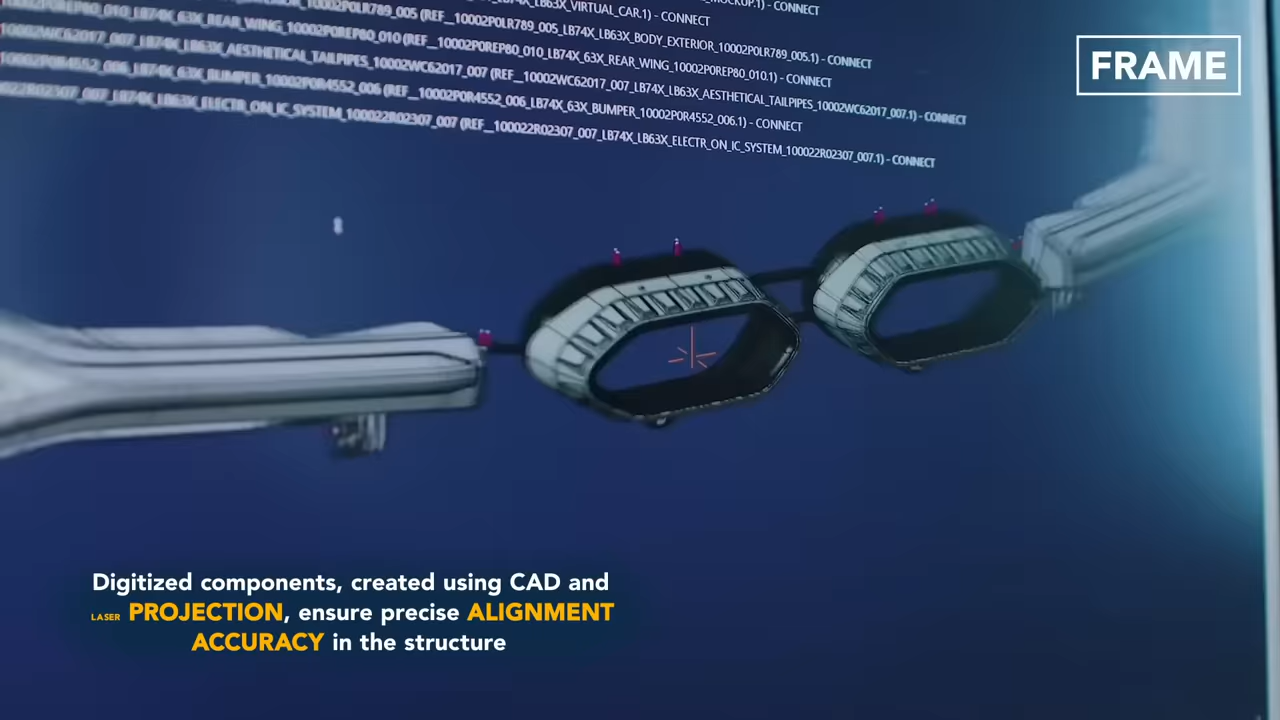 MOCKUP.1) - CONNECT
LB74X_LB63X_VIRTUAL_CAR.1) - CONNECT
10002P0LR789_005 (REF__10002P0LR789_005_LB74X_LB63X_BODY_EXTERIOR_10002P0LR789_005.1) - CONNECT
10002P0REP80_010_LB74X_63X_REAR_WING_10002P0REP80_010 (REF__10002P0REP80_010_LB74X_63X_REAR_WING_10002P0REP80_010.1) - CONNECT
10002WC62017_007_LB74X_LB63X_AESTHETICAL_TAILPIPES_10002WC62017_007 (REF__10002WC62017_007_LB74X_LB63X_AESTHETICAL_TAILPIPES_10002WC62017_007.1) - CONNECT
10002P0R4552_006_LB74X_63X_BUMPER_10002P0R4552_006 (REF__10002P0R4552_006_LB74X_63X_BUMPER_10002P0R4552_006.1) - CONNECT
100022R02307_007_LB74X_LB63X_ELECTR_ON_IC_SYSTEM_100022R02307_007 (REF__100022R02307_007_LB74X_LB63X_ELECTR_ON_IC_SYSTEM_100022R02307_007.1) - CONNECT
FRAME
Digitized components, created using CAD and
LASER PROJECTION, ensure precise ALIGNMENT
ACCURACY in the structure